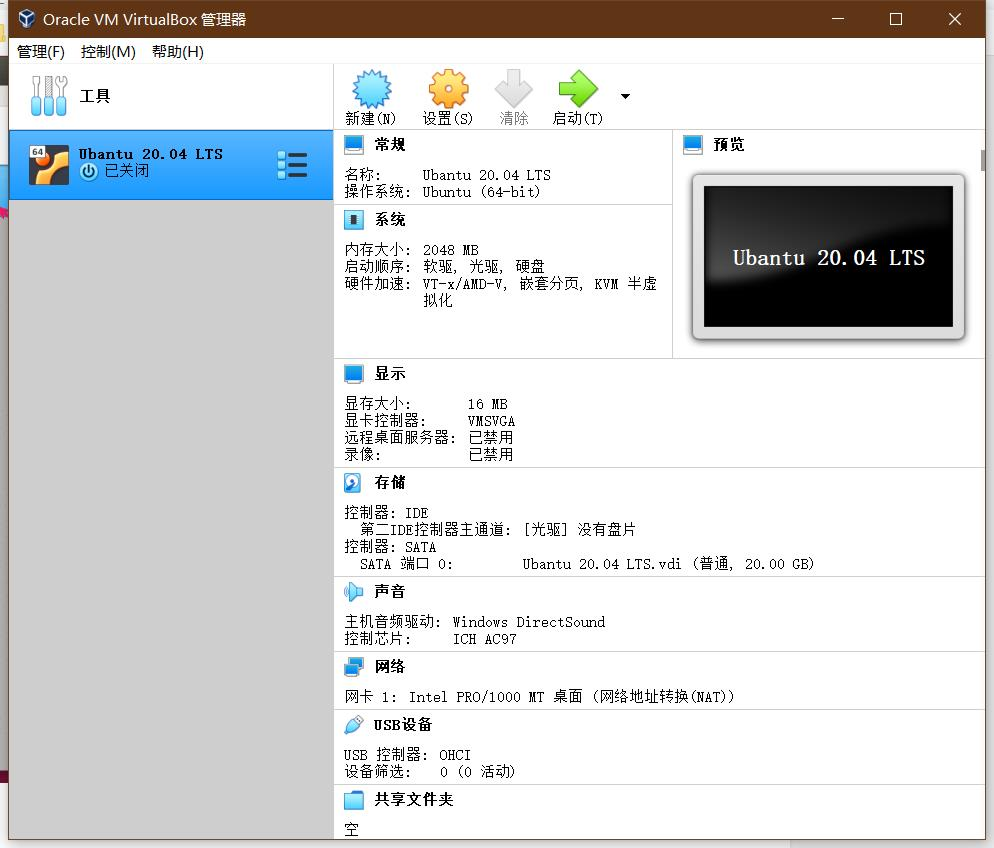 Oracle VM VirtualBox 管理器
管理(F) 控制(M) 帮助(H)
工具
新建(N) 设置(S) 清除 启动(T)
64
Ubantu 20.04 LTS
已关闭
常规
名称: Ubantu 20.04 LTS
操作系统: Ubuntu (64-bit)
系统
内存大小: 2048 MB
启动顺序: 软驱, 光驱, 硬盘
硬件加速: VT-x/AMD-V, 嵌套分页, KVM 半虚
拟化
预览
Ubantu 20.04 LTS
显示
显存大小: 16 MB
显卡控制器: VMSVGA
远程桌面服务器: 已禁用
录像: 已禁用
存储
控制器: IDE
第二IDE控制器主通道: [光驱] 没有盘片
控制器: SATA
SATA 端口 0: Ubantu 20.04 LTS.vdi (普通, 20.00 GB)
声音
主机音频驱动: Windows DirectSound
控制芯片: ICH AC97
网络
网卡 1: Intel PRO/1000 MT 桌面 (网络地址转换(NAT))
USB设备
USB 控制器: OHCI
设备筛选: 0 (0 活动)
共享文件夹
空